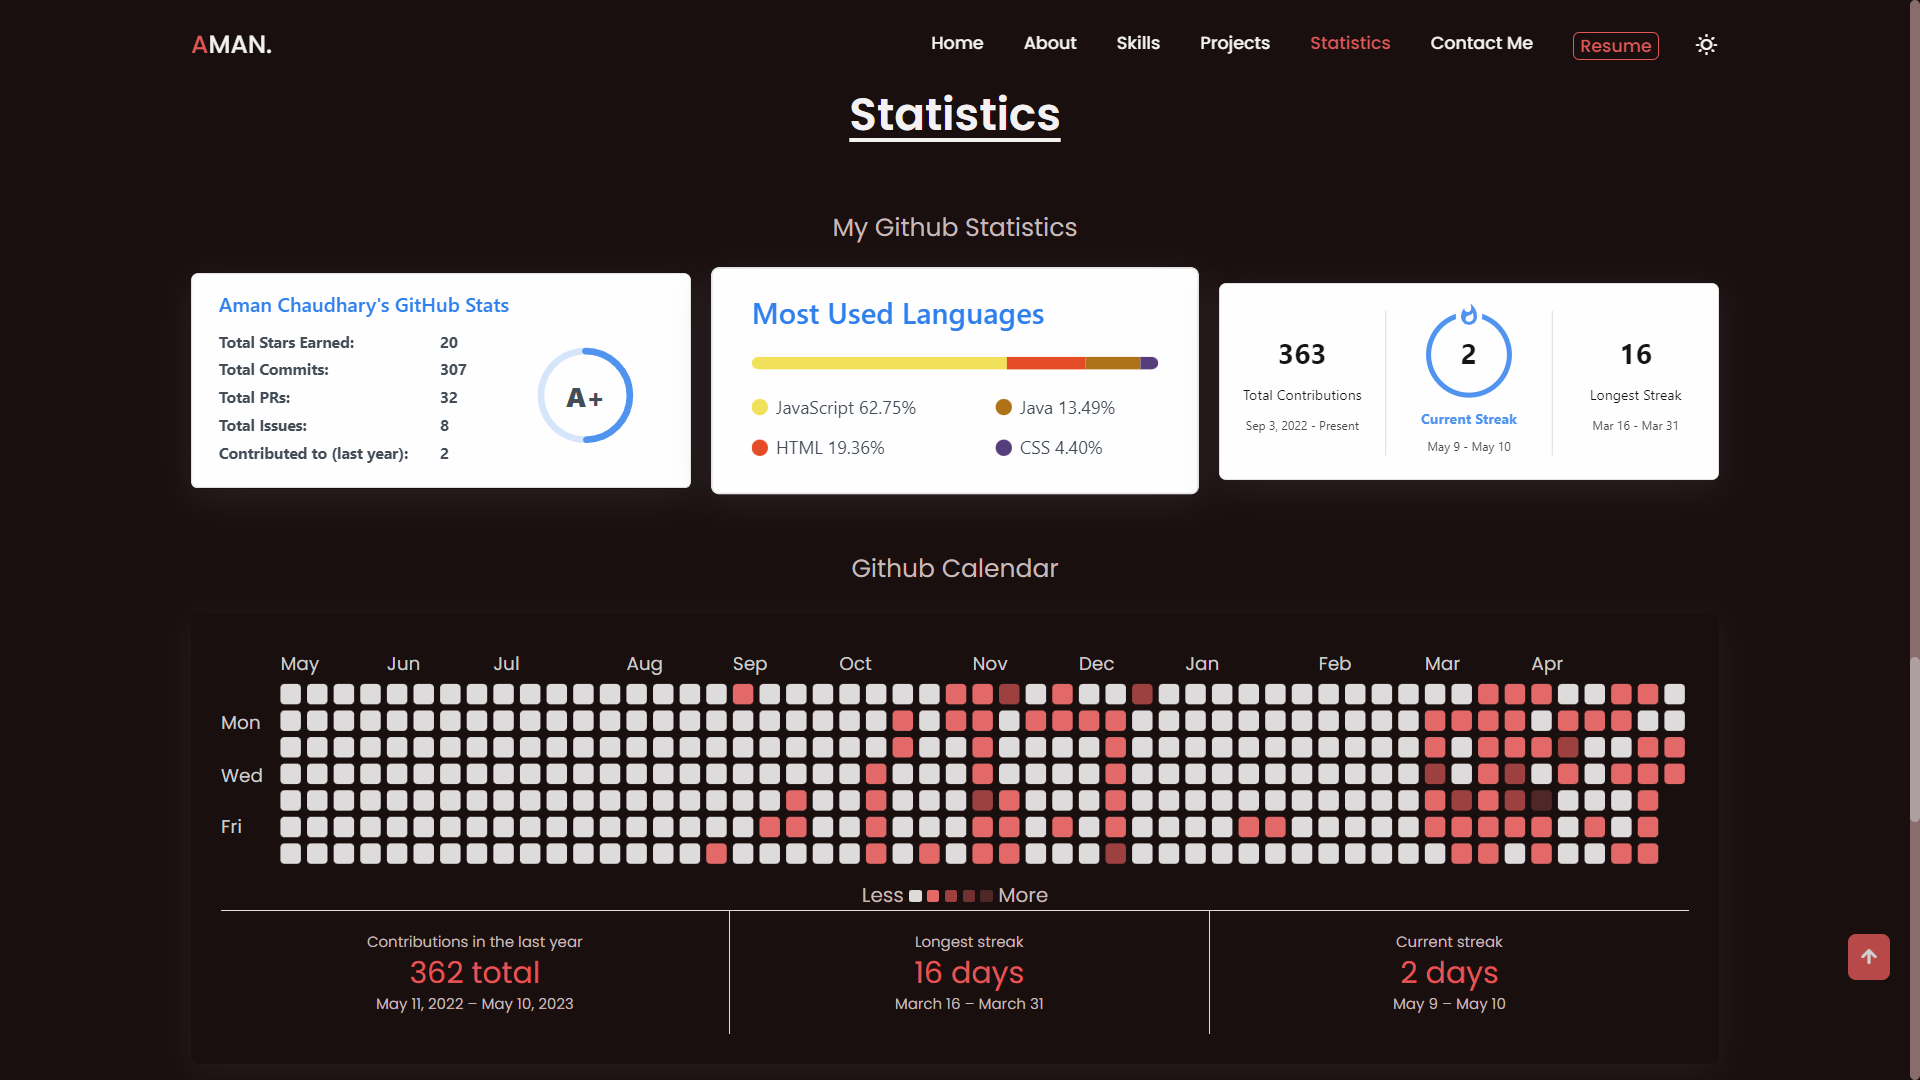 AMAN.
Home About Skills Projects Statistics Contact Me Resume
Statistics
My Github Statistics
Aman Chaudhary's GitHub Stats
Total Stars Earned: 20
Total Commits: 307
Total PRs: 32
Total Issues: 8
Contributed to (last year): 2
A+
Most Used Languages
JavaScript 62.75%
Java 13.49%
HTML 19.36%
CSS 4.40%
363
Total Contributions
Sep 3, 2022 - Present
2
Current Streak
May 9 - May 10
16
Longest Streak
Mar 16 - Mar 31
Github Calendar
May Jun Jul Aug Sep Oct Nov Dec Jan Feb Mar Apr
Mon
Wed
Fri
Less More
Contributions in the last year
362 total
May 11, 2022 – May 10, 2023
Longest streak
16 days
March 16 – March 31
Current streak
2 days
May 9 – May 10